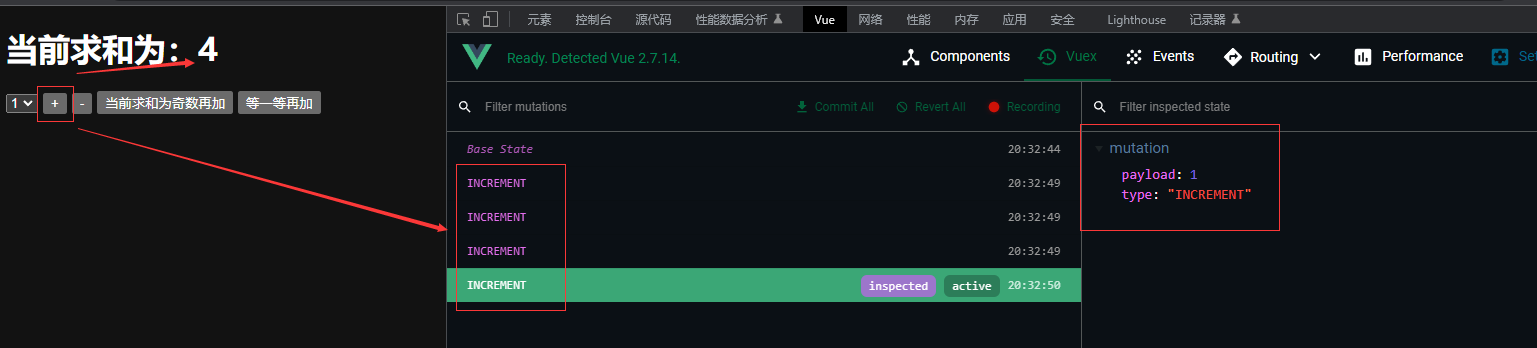 元素 控制台 源代码 性能数据分析 Vue 网络 性能 内存 应用 安全 Lighthouse 记录器
当前求和为：4
Ready. Detected Vue 2.7.14. Components Vuex Events Routing Performance
1 + - 当前求和为奇数再加 等一等再加
Filter mutations Commit All Revert All Recording Filter inspected state
Base State 20:32:44
mutation
INCREMENT 20:32:49
payload: 1
type: "INCREMENT"
INCREMENT 20:32:49
INCREMENT 20:32:49
INCREMENT inspected active 20:32:50